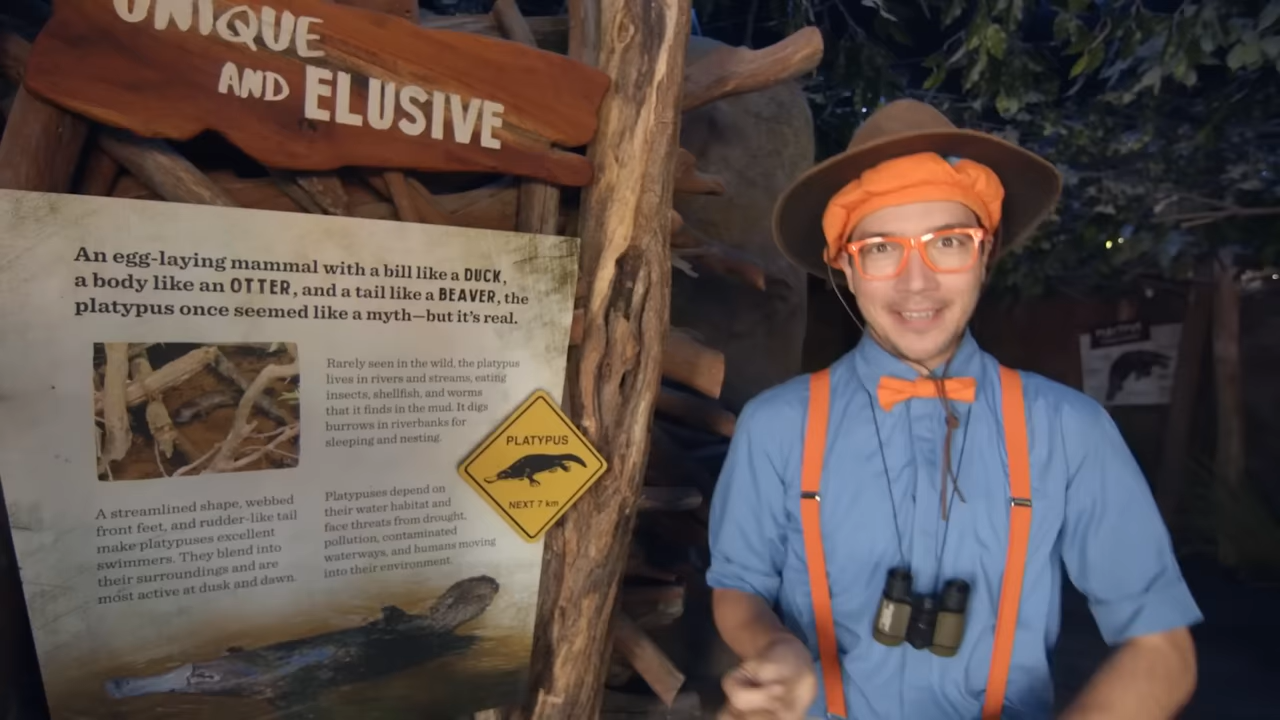 UNIQUE
AND ELUSIVE
An egg-laying mammal with a bill like a DUCK,
a body like an OTTER, and a tail like a BEAVER, the
platypus once seemed like a myth—but it's real.
Rarely seen in the wild, the platypus
lives in rivers and streams, eating
insects, shellfish, and worms
that it finds in the mud. It digs
burrows in riverbanks for
sleeping and nesting.
PLATYPUS
NEXT 7 km
A streamlined shape, webbed
front feet, and rudder-like tail
make platypuses excellent
swimmers. They blend into
their surroundings and are
most active at dusk and dawn.
Platypuses depend on
their water habitat and
face threats from drought,
pollution, contaminated
waterways, and humans moving
into their environment.